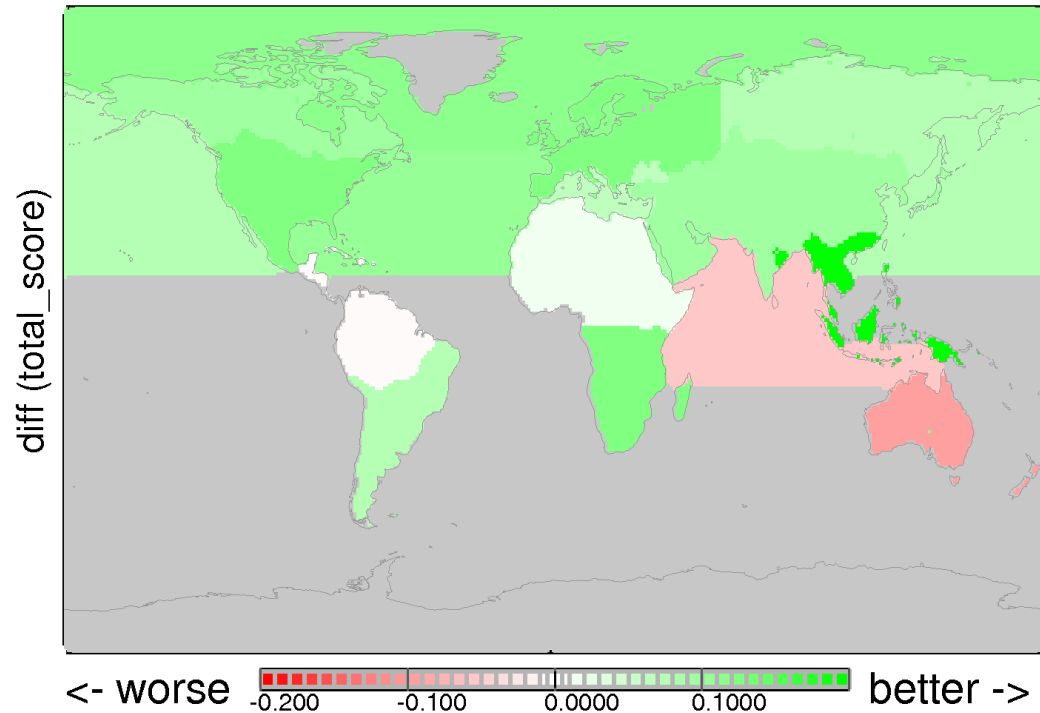 diff (total_score)
<- worse
-0.200 -0.100 0.0000 0.1000
better ->